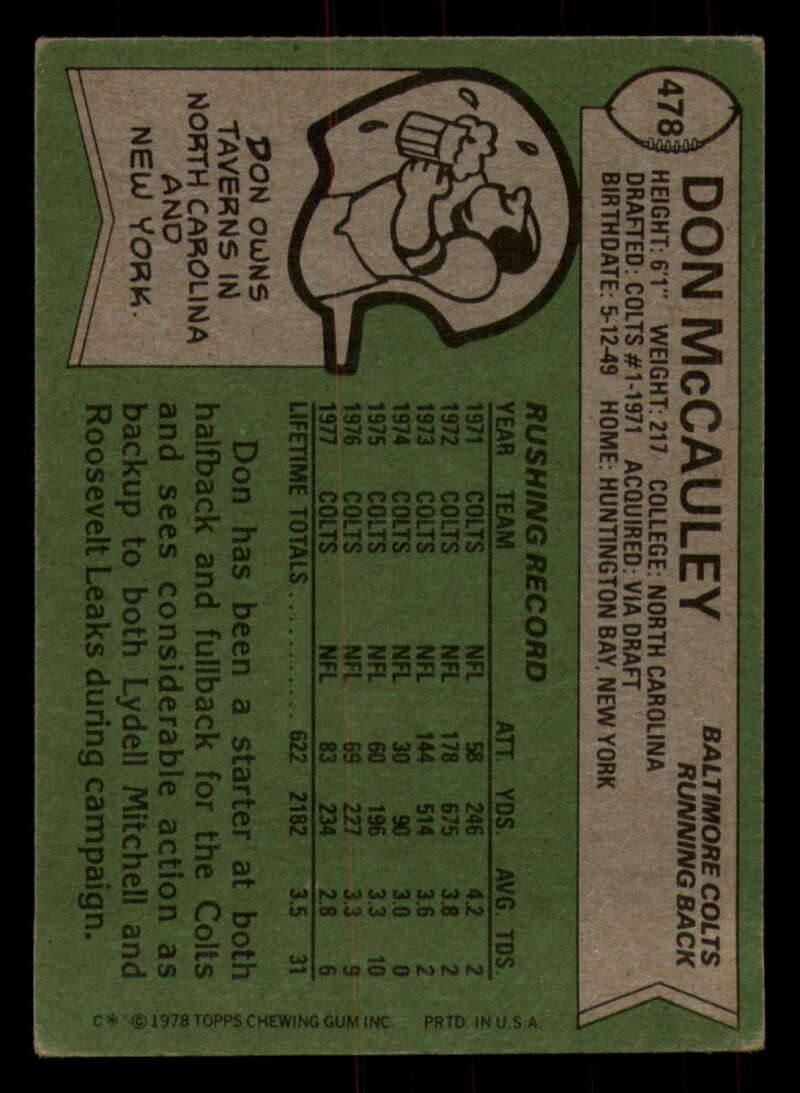 478
DON McCAULEY
BALTIMORE COLTS
RUNNING BACK
HEIGHT: 6'1" WEIGHT: 217 COLLEGE: NORTH CAROLINA
DRAFTED: COLTS #1-1971 ACQUIRED: VIA DRAFT
BIRTHDATE: 5-12-49 HOME: HUNTINGTON BAY, NEW YORK
DON OWNS
TAVERNS IN
NORTH CAROLINA
AND
NEW YORK.
RUSHING RECORD
YEAR TEAM ATT. YDS. AVG. TDS.
1971 COLTS NFL 58 246 4.2 2
1972 COLTS NFL 178 675 3.8 2
1973 COLTS NFL 144 514 3.6 2
1974 COLTS NFL 30 90 3.0 0
1975 COLTS NFL 60 196 3.3 10
1976 COLTS NFL 69 227 3.3 9
1977 COLTS NFL 83 234 2.8 6
LIFETIME TOTALS........... 622 2182 3.5 31
Don has been a starter at both
halfback and fullback for the Colts
and sees considerable action as
backup to both Lydell Mitchell and
Roosevelt Leaks during campaign.
C* ©1978 TOPPS CHEWING GUM INC. PRTD. IN U.S.A.